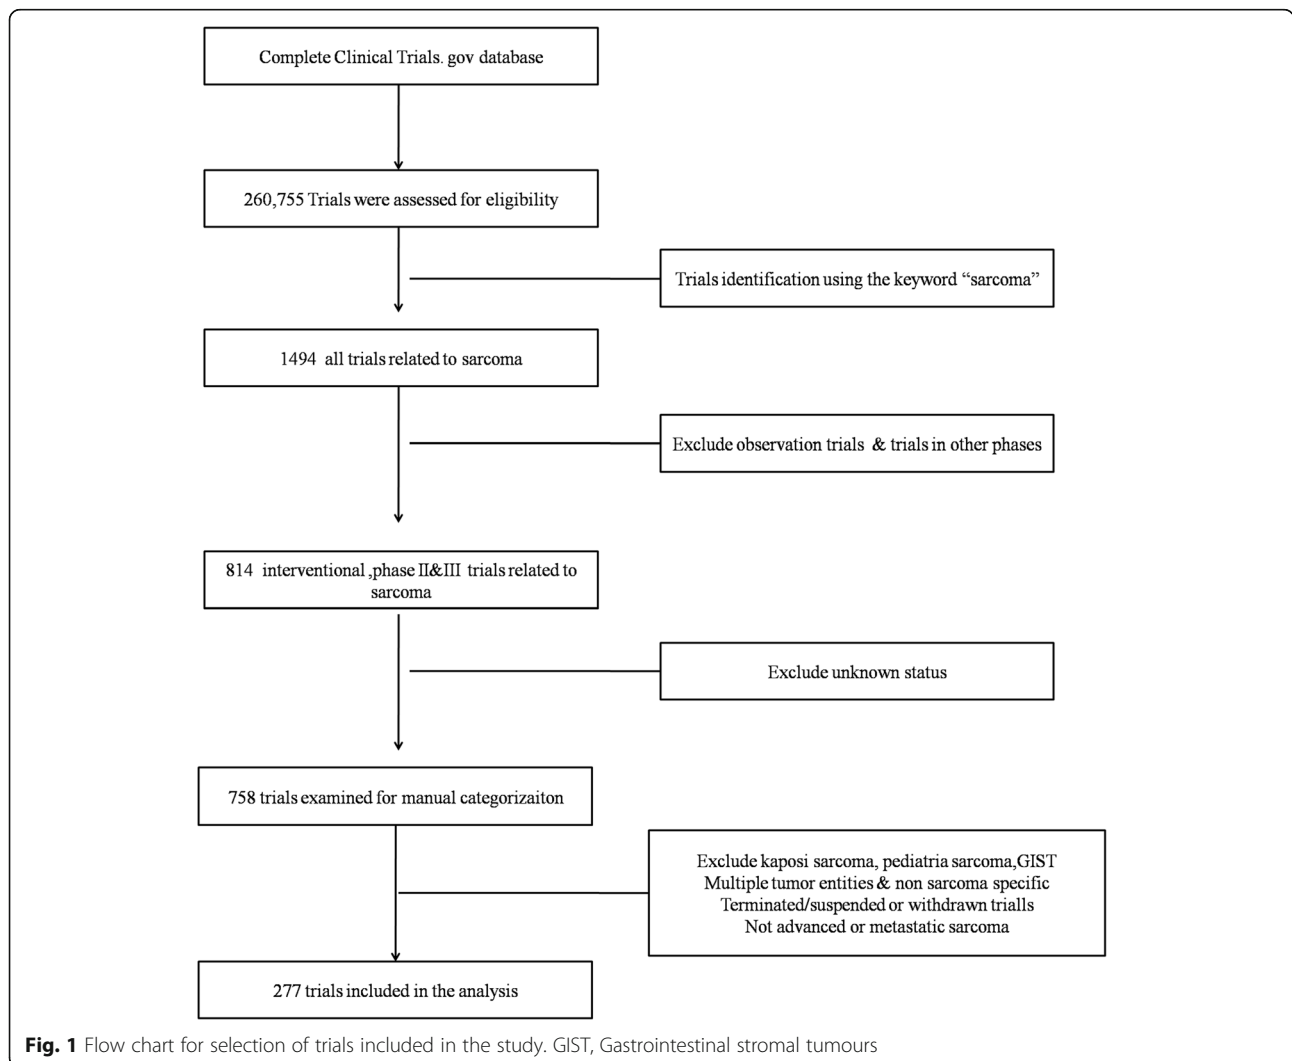 Complete Clinical Trials. gov database
260,755 Trials were assessed for eligibility
Trials identification using the keyword “sarcoma”
1494 all trials related to sarcoma
Exclude observation trials & trials in other phases
814 interventional ,phase II&III trials related to
sarcoma
Exclude unknown status
758 trials examined for manual categorizaiton
Exclude kaposi sarcoma, pediatria sarcoma,GIST
Multiple tumor entities & non sarcoma specific
Terminated/suspended or withdrawn trialls
Not advanced or metastatic sarcoma
277 trials included in the analysis
Fig. 1 Flow chart for selection of trials included in the study. GIST, Gastrointestinal stromal tumours